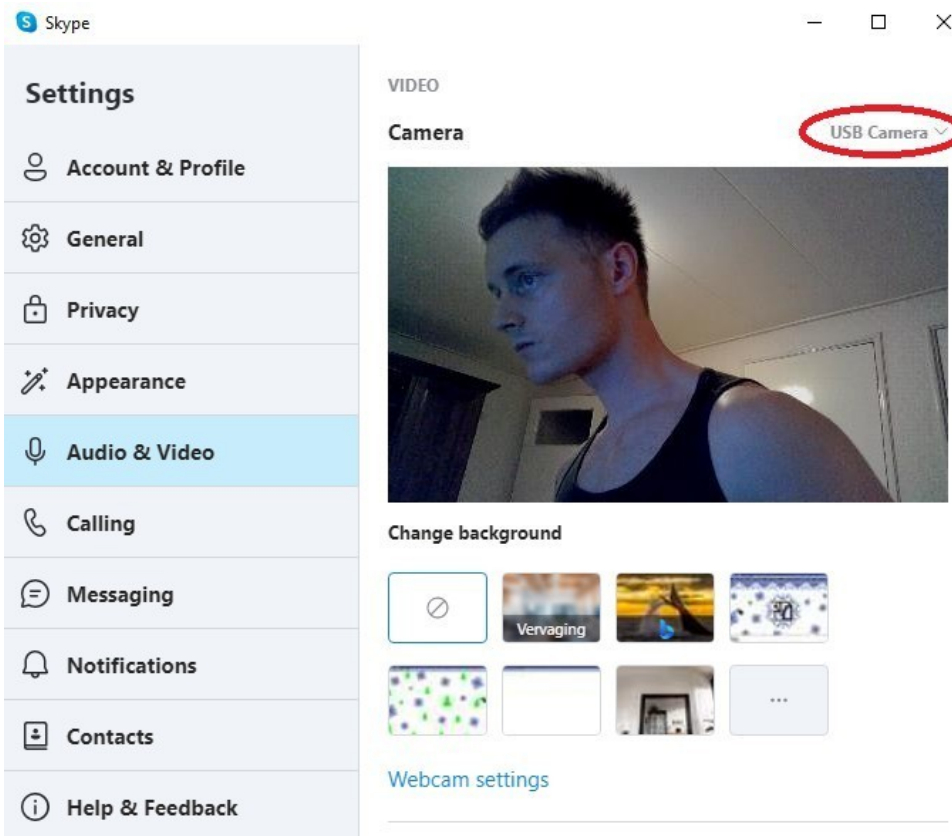 Skype
Settings
Account & Profile
General
Privacy
Appearance
Audio & Video
Calling
Messaging
Notifications
Contacts
Help & Feedback
VIDEO
Camera
USB Camera
Change background
Vervaging
Webcam settings